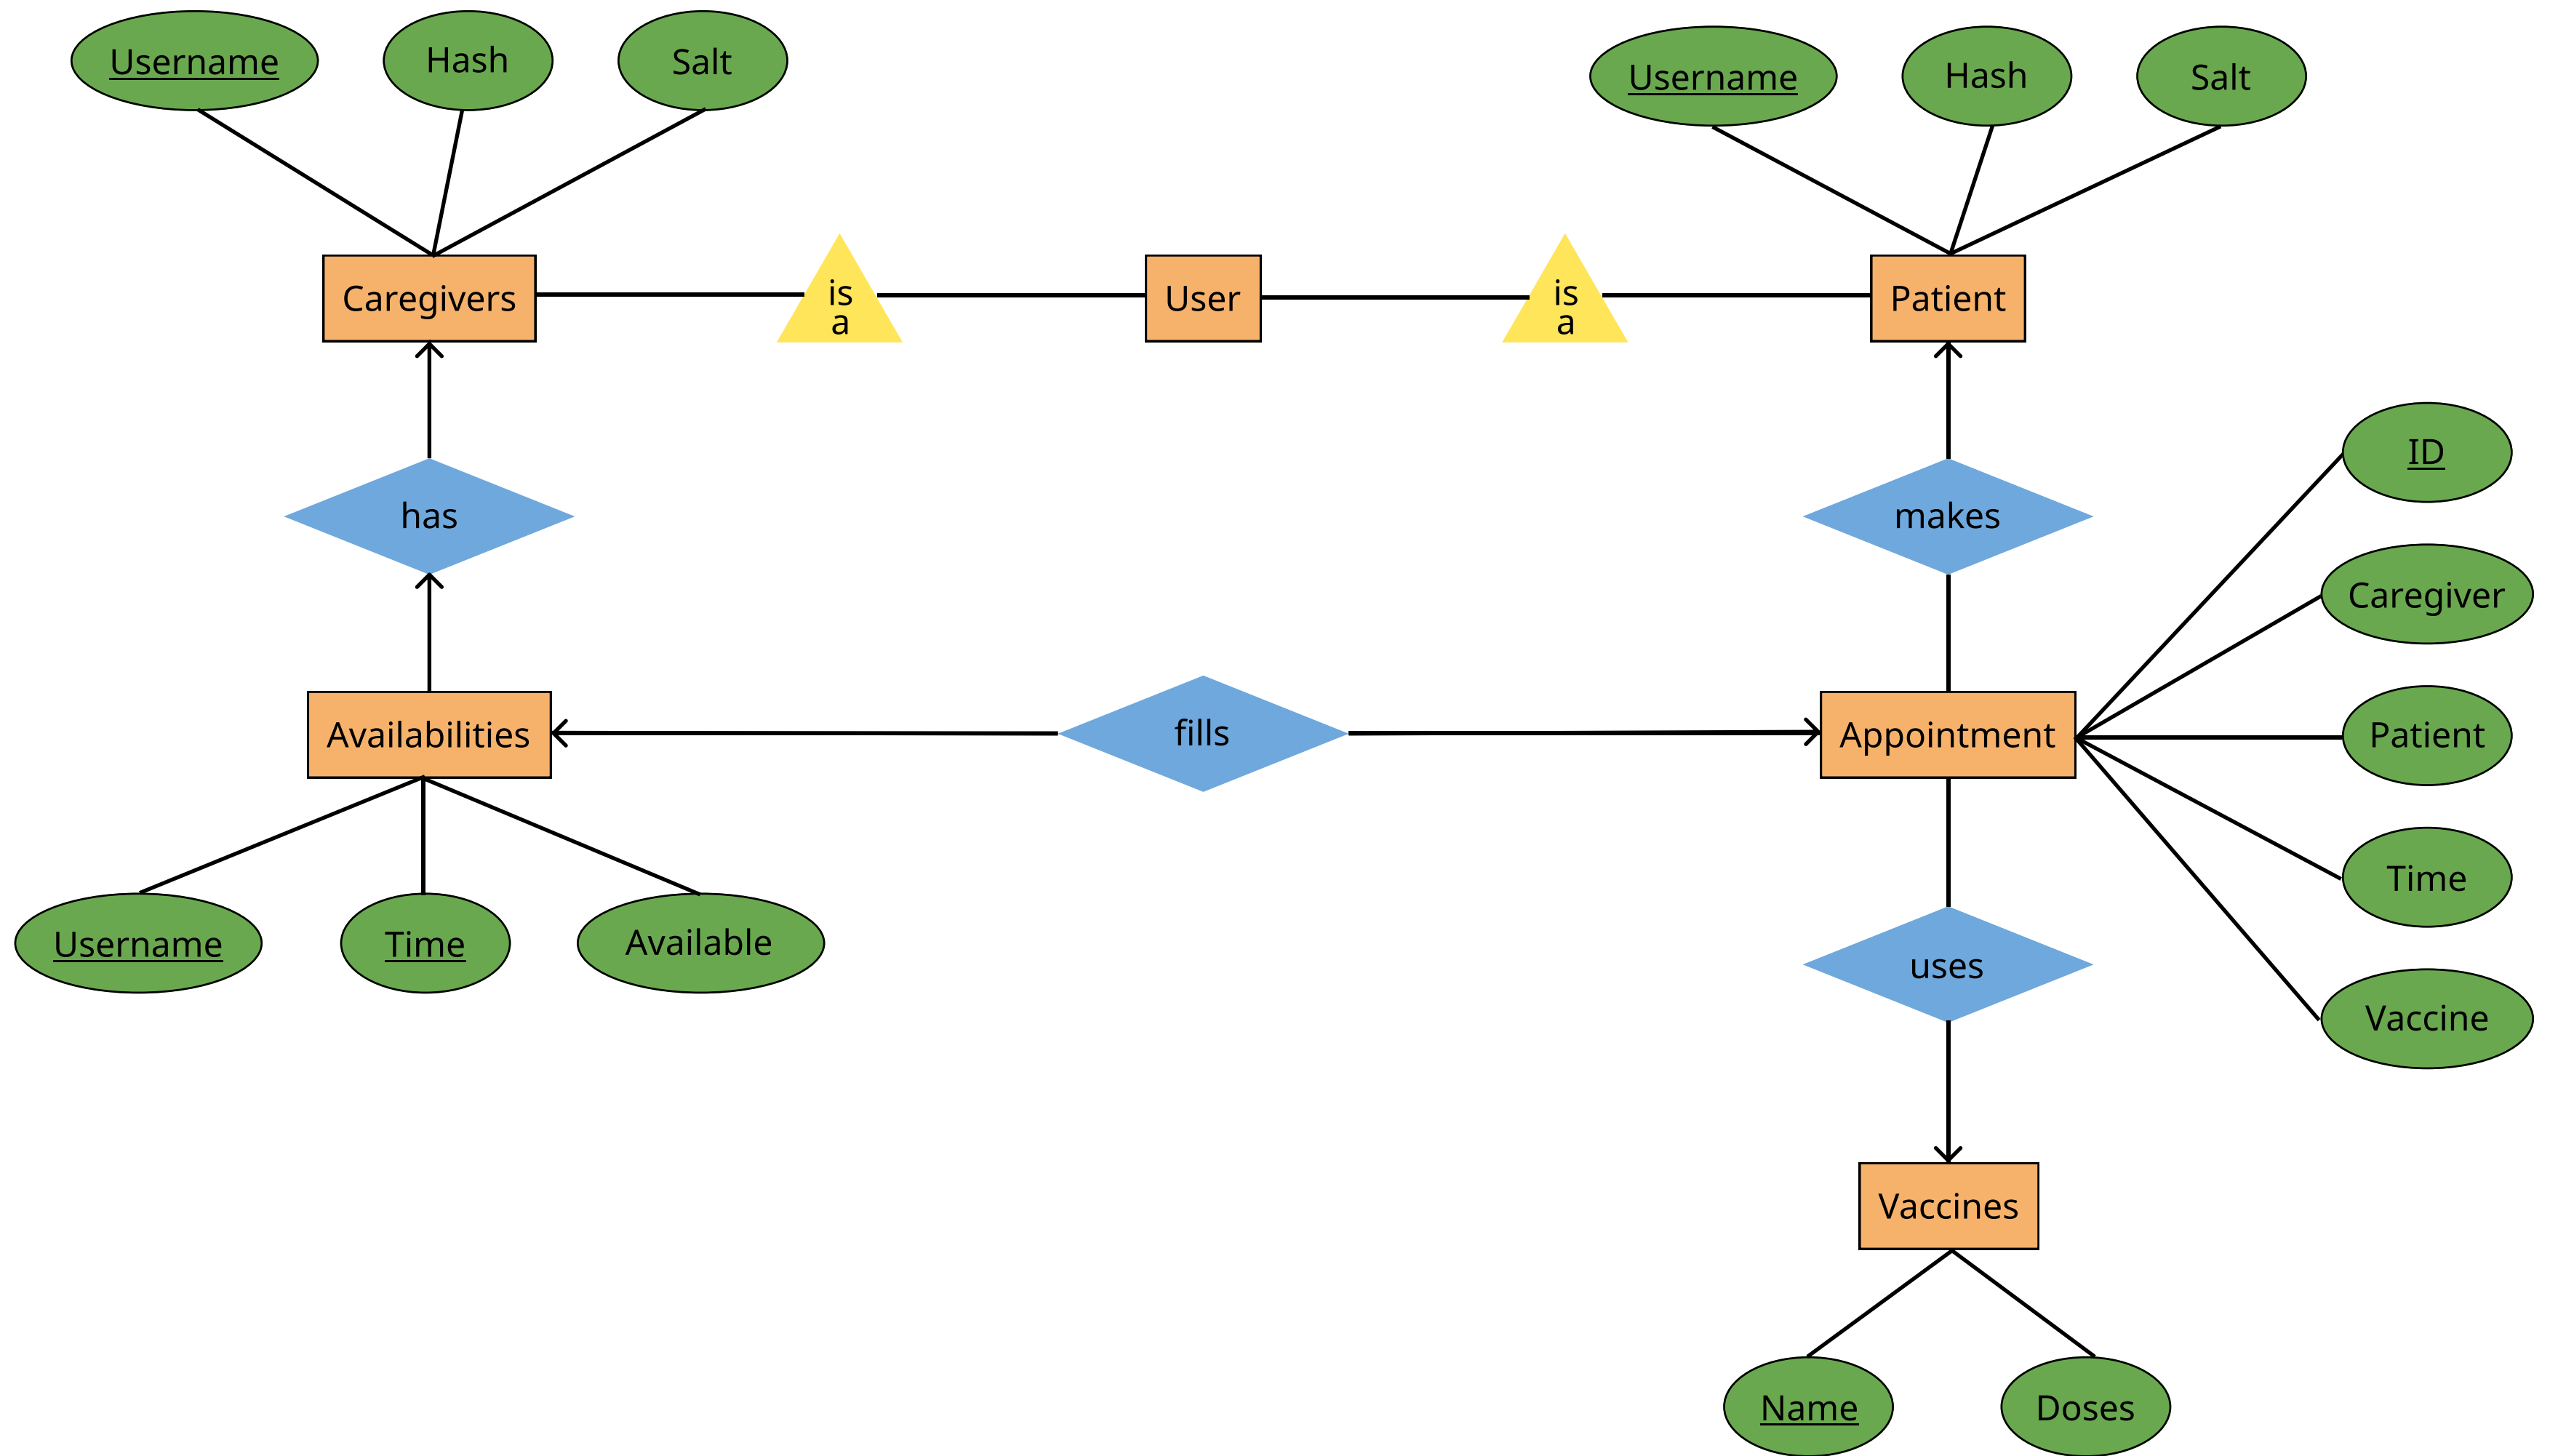 Username
Hash
Salt
Username
Hash
Salt
Caregivers
is
a
User
is
a
Patient
ID
has
makes
Caregiver
Availabilities
fills
Appointment
Patient
Time
Username
Time
Available
uses
Vaccine
Vaccines
Name
Doses